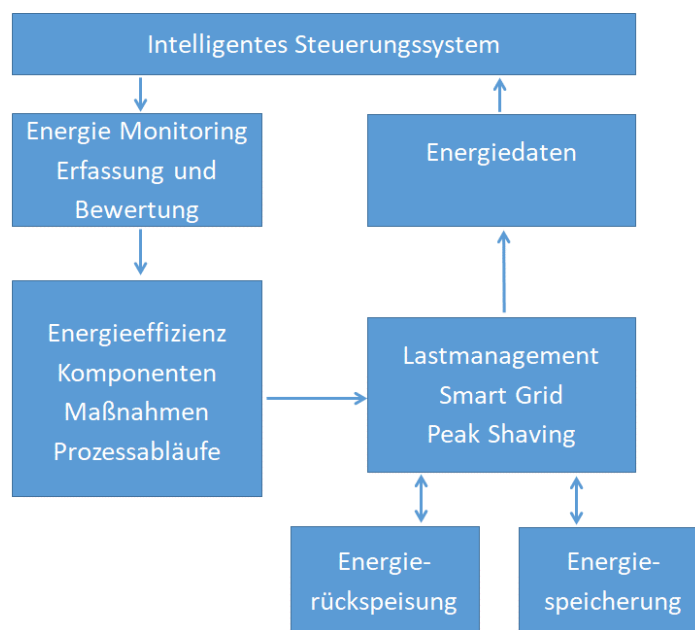 Intelligentes Steuerungssystem
Energie Monitoring
Erfassung und
Bewertung
Energiedaten
Energieeffizienz
Komponenten
Maßnahmen
Prozessabläufe
Lastmanagement
Smart Grid
Peak Shaving
Energie-
rückspeisung
Energie-
speicherung